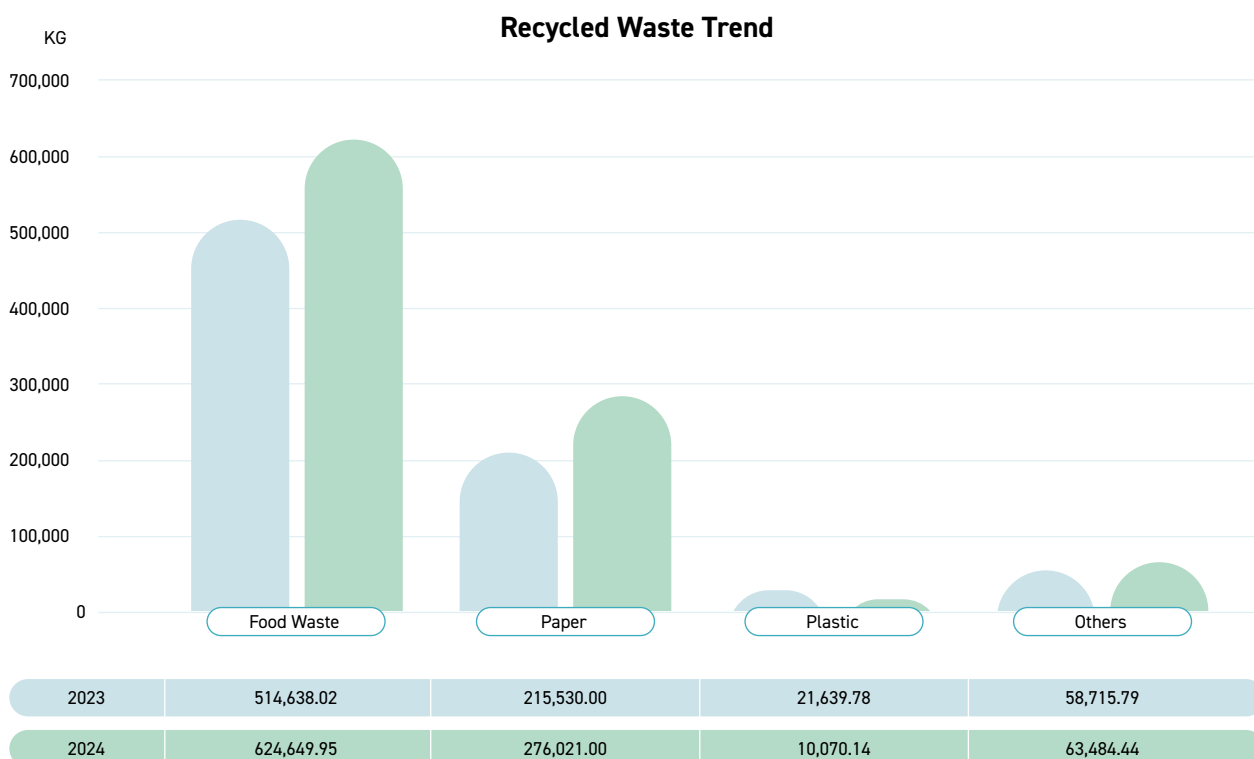 Recycled Waste Trend
KG
700,000
600,000
500,000
400,000
300,000
200,000
100,000
0
Food Waste Paper Plastic Others
2023 514,638.02 215,530.00 21,639.78 58,715.79
2024 624,649.95 276,021.00 10,070.14 63,484.44